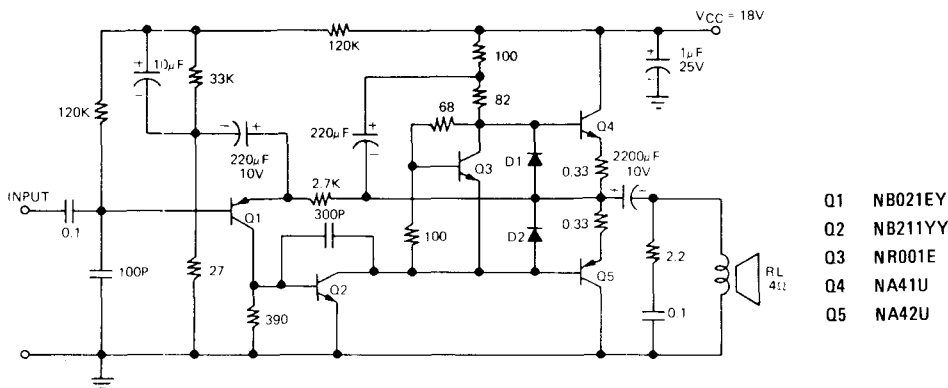 VCC = 18V
120K
100
1µF
25V
10µF
33K
82
68
120K
220µF
Q4
220µF
10V
Q3
D1
0.33
2200µF
10V
INPUT
2.7K
Q1
300P
0.1
100
D2
0.33
100P
27
Q2
Q5
2.2
RL
4Ω
390
0.1
Q1 NB021EY
Q2 NB211YY
Q3 NR001E
Q4 NA41U
Q5 NA42U